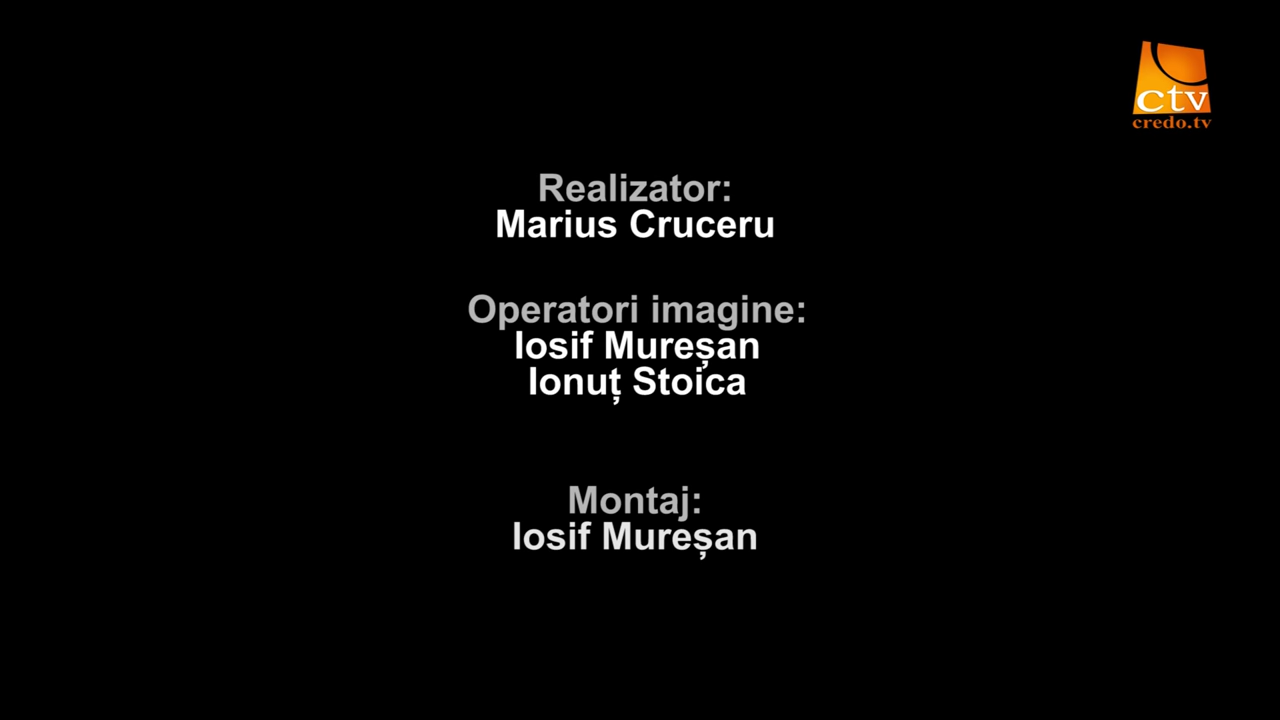 ctv
credo.tv
Realizator:
Marius Cruceru
Operatori imagine:
Iosif Mureșan
Ionuț Stoica
Montaj:
Iosif Mureșan